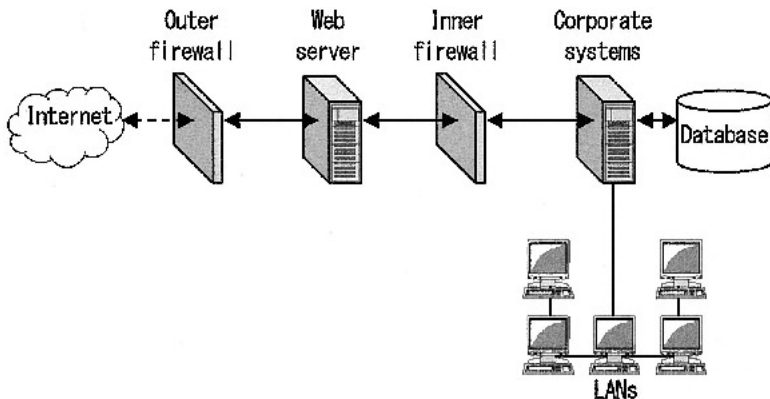 Outer
firewall
Web
server
Inner
firewall
Corporate
systems
Internet
Database
LANs